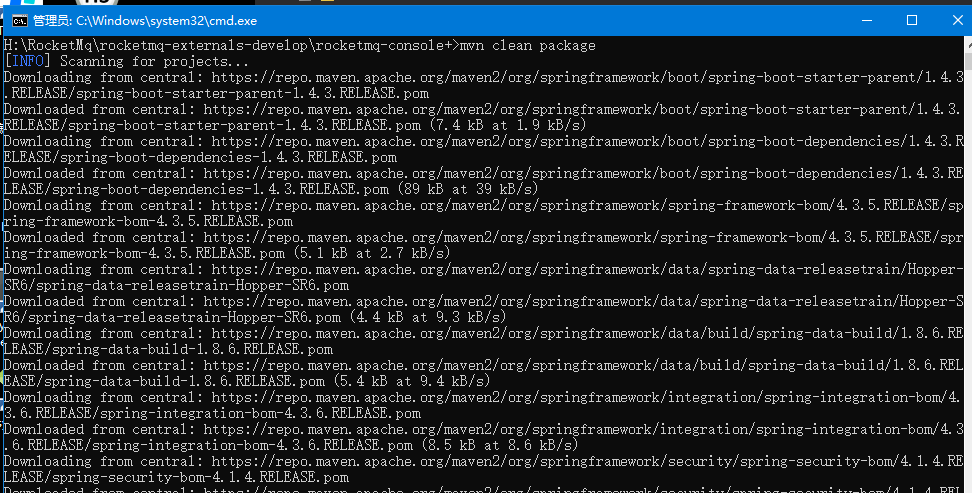 管理员: C:\Windows\system32\cmd.exe
H:\RocketMq\rocketmq-externals-develop\rocketmq-console+>mvn clean package
[INFO] Scanning for projects...
Downloading from central: https://repo.maven.apache.org/maven2/org/springframework/boot/spring-boot-starter-parent/1.4.3
.RELEASE/spring-boot-starter-parent-1.4.3.RELEASE.pom
Downloaded from central: https://repo.maven.apache.org/maven2/org/springframework/boot/spring-boot-starter-parent/1.4.3.
RELEASE/spring-boot-starter-parent-1.4.3.RELEASE.pom (7.4 kB at 1.9 kB/s)
Downloading from central: https://repo.maven.apache.org/maven2/org/springframework/boot/spring-boot-dependencies/1.4.3.R
ELEASE/spring-boot-dependencies-1.4.3.RELEASE.pom
Downloaded from central: https://repo.maven.apache.org/maven2/org/springframework/boot/spring-boot-dependencies/1.4.3.RE
LEASE/spring-boot-dependencies-1.4.3.RELEASE.pom (89 kB at 39 kB/s)
Downloading from central: https://repo.maven.apache.org/maven2/org/springframework/spring-framework-bom/4.3.5.RELEASE/sp
ring-framework-bom-4.3.5.RELEASE.pom
Downloaded from central: https://repo.maven.apache.org/maven2/org/springframework/spring-framework-bom/4.3.5.RELEASE/spr
ing-framework-bom-4.3.5.RELEASE.pom (5.1 kB at 2.7 kB/s)
Downloading from central: https://repo.maven.apache.org/maven2/org/springframework/data/spring-data-releasetrain/Hopper-
SR6/spring-data-releasetrain-Hopper-SR6.pom
Downloaded from central: https://repo.maven.apache.org/maven2/org/springframework/data/spring-data-releasetrain/Hopper-S
R6/spring-data-releasetrain-Hopper-SR6.pom (4.4 kB at 9.3 kB/s)
Downloading from central: https://repo.maven.apache.org/maven2/org/springframework/data/build/spring-data-build/1.8.6.RE
LEASE/spring-data-build-1.8.6.RELEASE.pom
Downloaded from central: https://repo.maven.apache.org/maven2/org/springframework/data/build/spring-data-build/1.8.6.REL
EASE/spring-data-build-1.8.6.RELEASE.pom (5.4 kB at 9.4 kB/s)
Downloading from central: https://repo.maven.apache.org/maven2/org/springframework/integration/spring-integration-bom/4.
3.6.RELEASE/spring-integration-bom-4.3.6.RELEASE.pom
Downloaded from central: https://repo.maven.apache.org/maven2/org/springframework/integration/spring-integration-bom/4.3
.6.RELEASE/spring-integration-bom-4.3.6.RELEASE.pom (8.5 kB at 8.6 kB/s)
Downloading from central: https://repo.maven.apache.org/maven2/org/springframework/security/spring-security-bom/4.1.4.RE
LEASE/spring-security-bom-4.1.4.RELEASE.pom